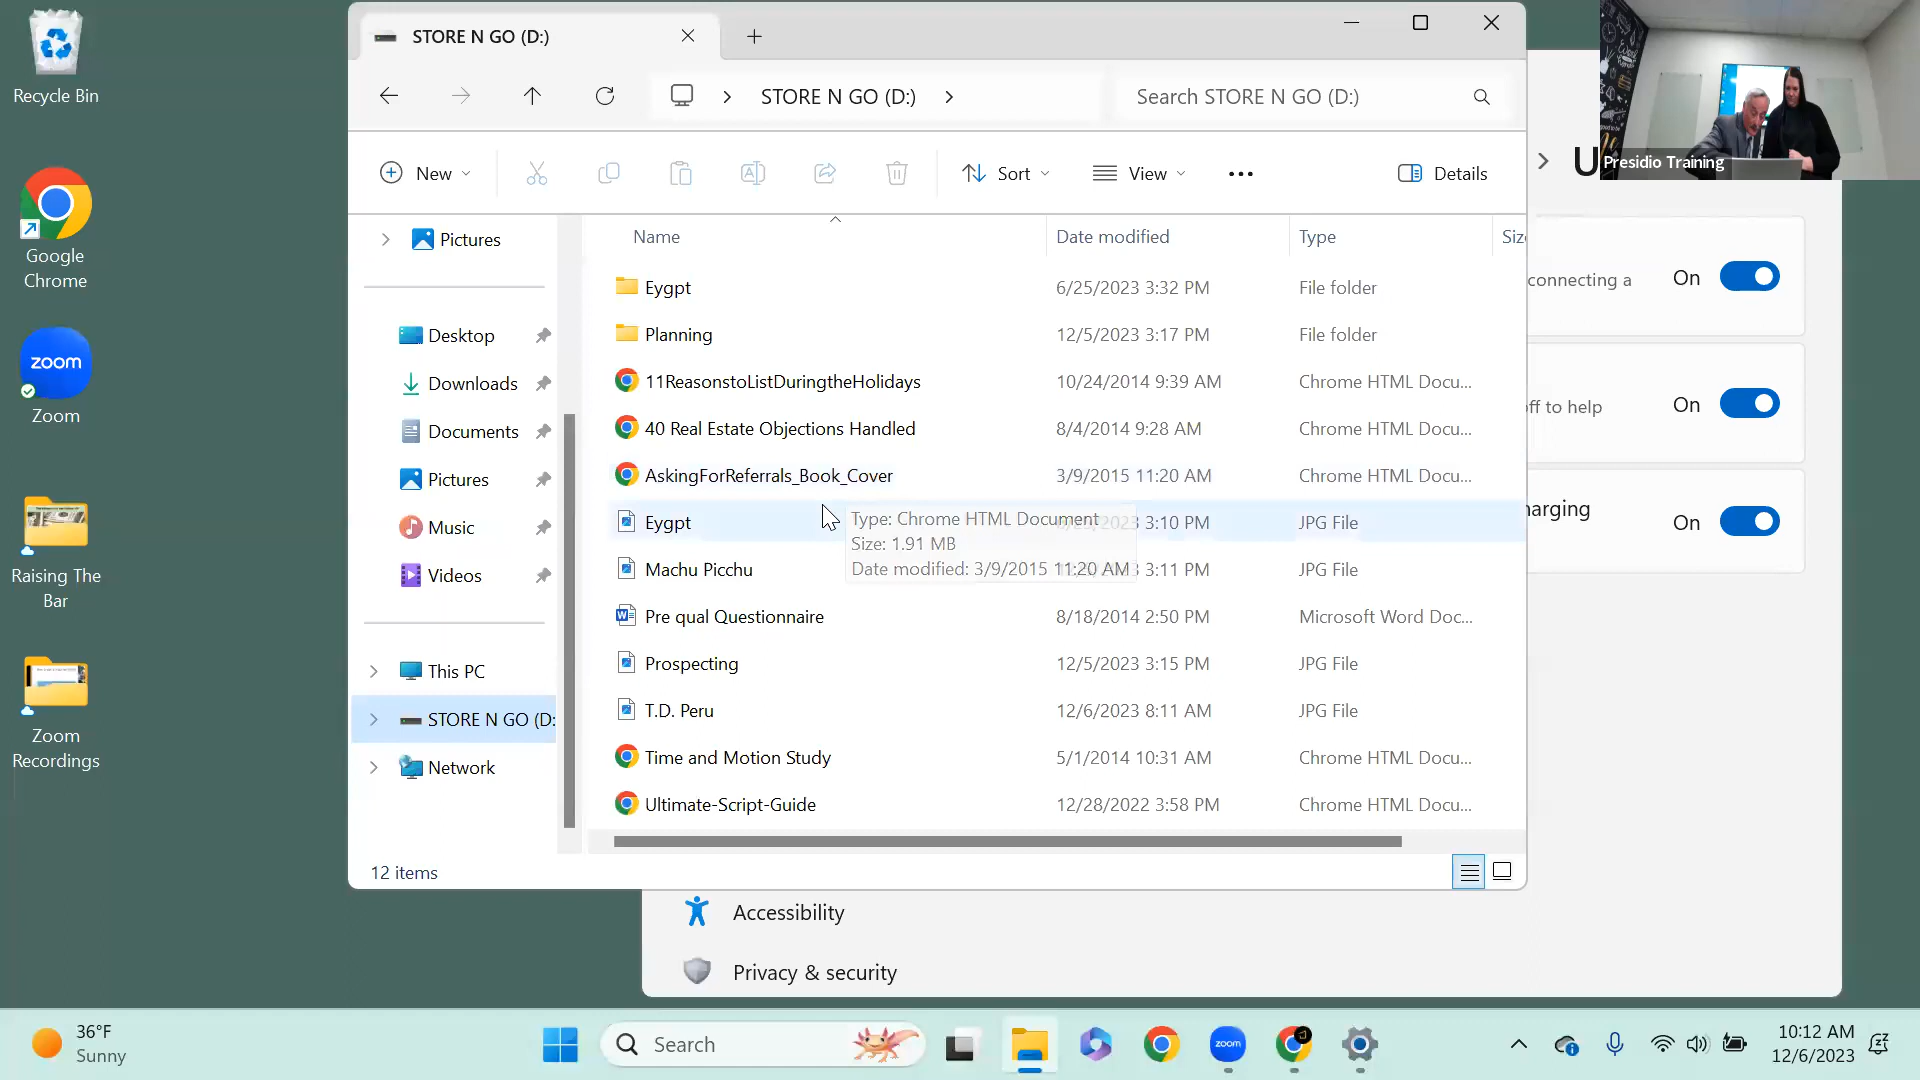 Recycle Bin
Google
Chrome
zoom
Zoom
Raising The
Bar
Zoom
Recordings
STORE N GO (D:)
STORE N GO (D:)
Search STORE N GO (D:)
New
Sort
View
Details
Pictures
Desktop
Downloads
Documents
Pictures
Music
Videos
This PC
STORE N GO (D:
Network
Name Date modified Type Siz
Eygpt 6/25/2023 3:32 PM File folder
Planning 12/5/2023 3:17 PM File folder
11ReasonstoListDuringtheHolidays 10/24/2014 9:39 AM Chrome HTML Docu...
40 Real Estate Objections Handled 8/4/2014 9:28 AM Chrome HTML Docu...
AskingForReferrals_Book_Cover 3/9/2015 11:20 AM Chrome HTML Docu...
Eygpt 3:10 PM JPG File
Type: Chrome HTML Document
Size: 1.91 MB
Date modified: 3/9/2015 11:20 AM
Machu Picchu 3:11 PM JPG File
Pre qual Questionnaire 8/18/2014 2:50 PM Microsoft Word Doc...
Prospecting 12/5/2023 3:15 PM JPG File
T.D. Peru 12/6/2023 8:11 AM JPG File
Time and Motion Study 5/1/2014 10:31 AM Chrome HTML Docu...
Ultimate-Script-Guide 12/28/2022 3:58 PM Chrome HTML Docu...
12 items
Presidio Training
U
connecting a On
off to help On
harging On
Accessibility
Privacy & security
36°F
Sunny
Search
zoom
10:12 AM
12/6/2023